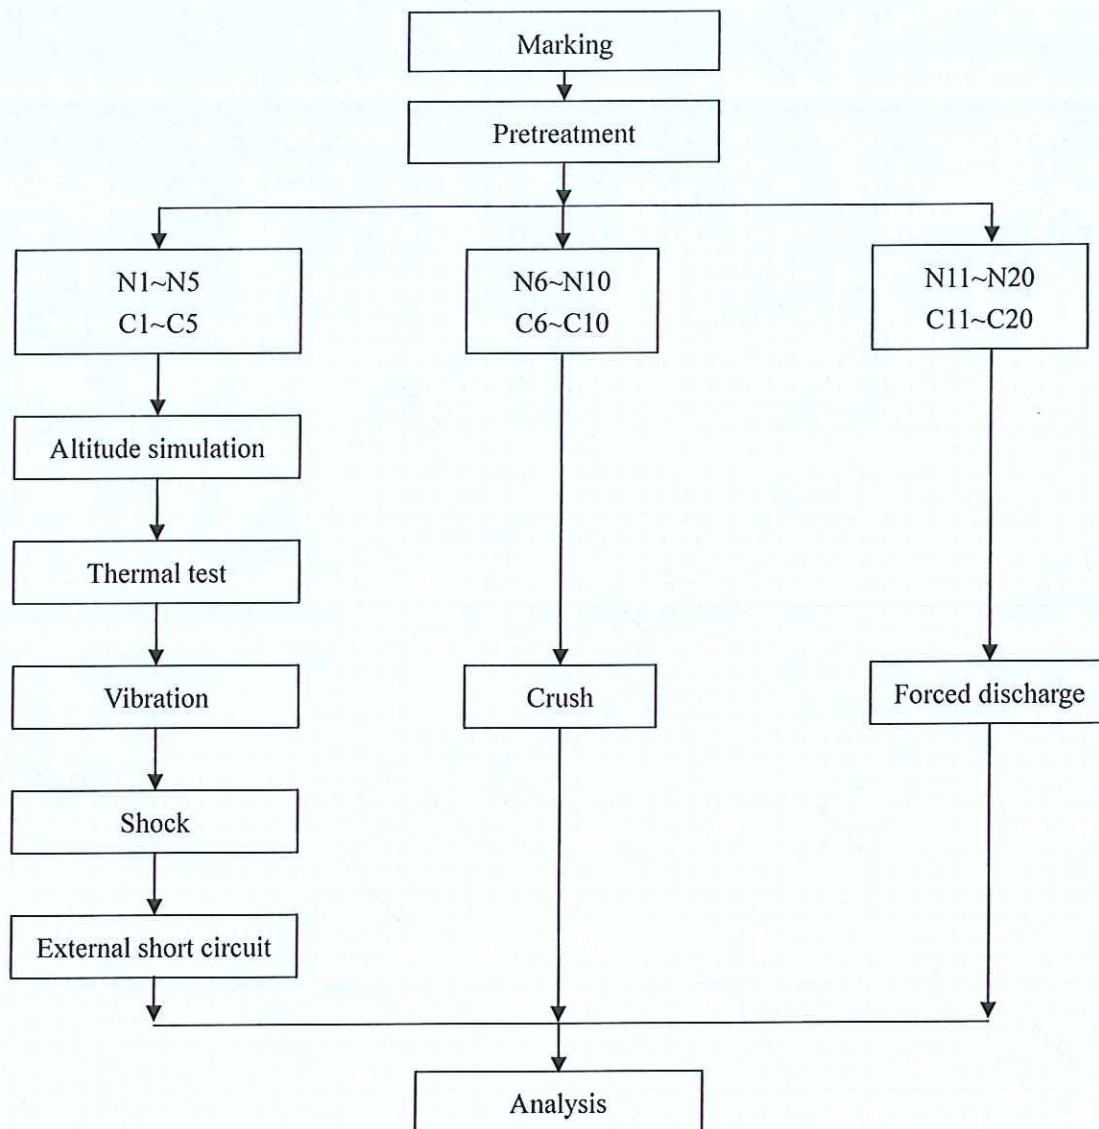 Marking
Pretreatment
N1~N5
C1~C5
N6~N10
C6~C10
N11~N20
C11~C20
Altitude simulation
Thermal test
Vibration
Crush
Forced discharge
Shock
External short circuit
Analysis